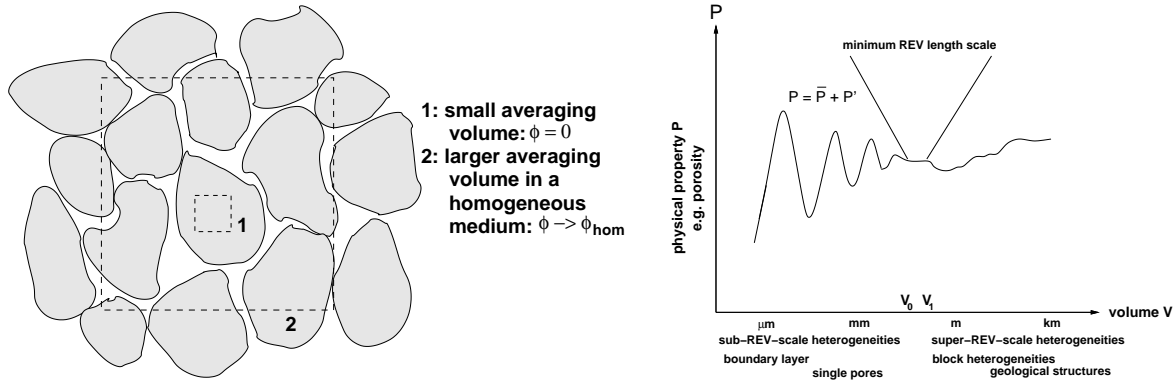 1: small averaging
volume: ϕ = 0
2: larger averaging
volume in a
homogeneous
medium: ϕ −> ϕhom
1
2
P
minimum REV length scale
P = P̅ + P’
physical property P
e.g. porosity
V0 V1
volume V
μm mm m km
sub−REV−scale heterogeneities super−REV−scale heterogeneities
boundary layer block heterogeneities
single pores geological structures